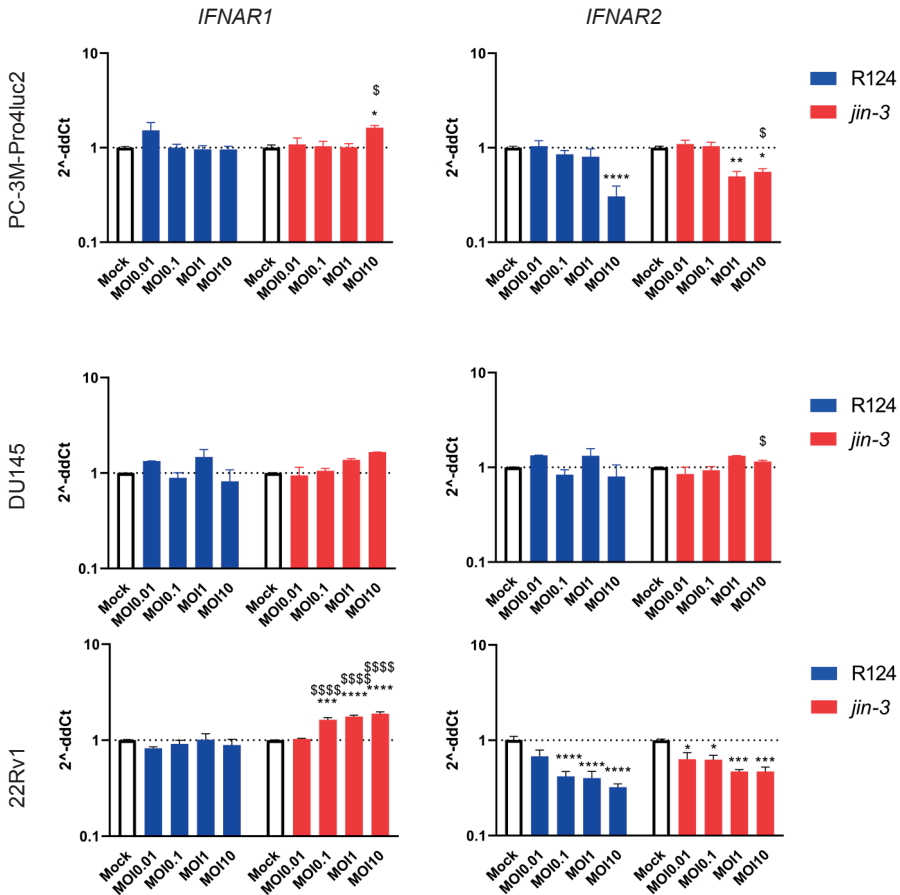 IFNAR1
IFNAR2
PC-3M-Pro4luc2
2^-ddCt
10
1
0.1
$
*
Mock
MOI0.01
MOI0.1
MOI1
MOI10
Mock
MOI0.01
MOI0.1
MOI1
MOI10
2^-ddCt
10
1
0.1
****
**
$
*
Mock
MOI0.01
MOI0.1
MOI1
MOI10
Mock
MOI0.01
MOI0.1
MOI1
MOI10
R124
jin-3
DU145
2^-ddCt
10
1
0.1
Mock
MOI0.01
MOI0.1
MOI1
MOI10
Mock
MOI0.01
MOI0.1
MOI1
MOI10
2^-ddCt
10
1
0.1
$
Mock
MOI0.01
MOI0.1
MOI1
MOI10
Mock
MOI0.01
MOI0.1
MOI1
MOI10
R124
jin-3
22Rv1
2^-ddCt
10
1
0.1
$$$$
***
$$$$
****
$$$$
****
Mock
MOI0.01
MOI0.1
MOI1
MOI10
Mock
MOI0.01
MOI0.1
MOI1
MOI10
2^-ddCt
10
1
0.1
****
****
****
*
*
***
***
Mock
MOI0.01
MOI0.1
MOI1
MOI10
Mock
MOI0.01
MOI0.1
MOI1
MOI10
R124
jin-3